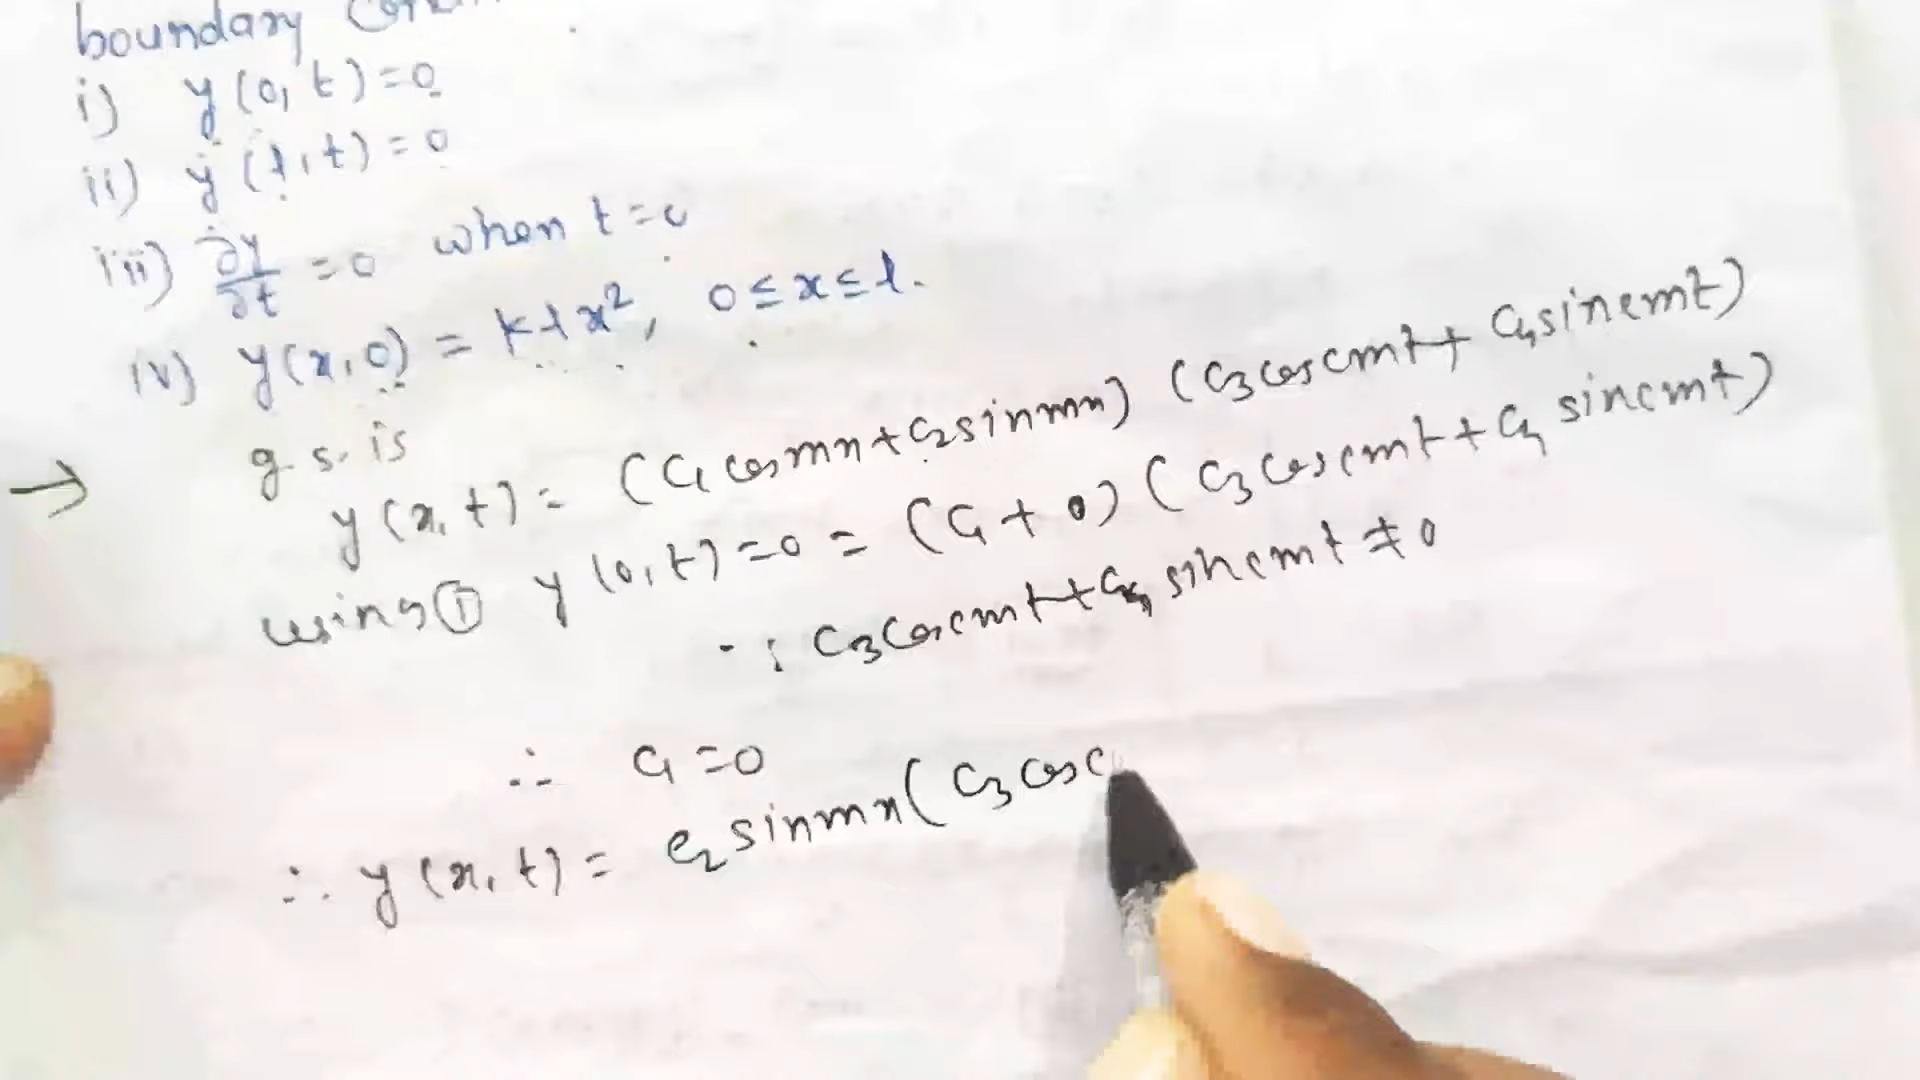 boundary
i) y(0, t) = 0
ii) y(l, t) = 0
iii) ∂y/∂t = 0 when t = 0
iv) y(x, 0) = klx², 0 ≤ x ≤ l.
g.s. is
y(x, t) = (c₁ cos mx + c₂ sin mx) (c₃ cos cmt + c₄ sin cmt)
using ① y(0, t) = 0 = (c₁ + 0) (c₃ cos cmt + c₄ sin cmt)
∵ c₃ cos cmt + c₄ sin cmt ≠ 0
∴ c₁ = 0
∴ y(x, t) = c₂ sin mx (c₃ cos c